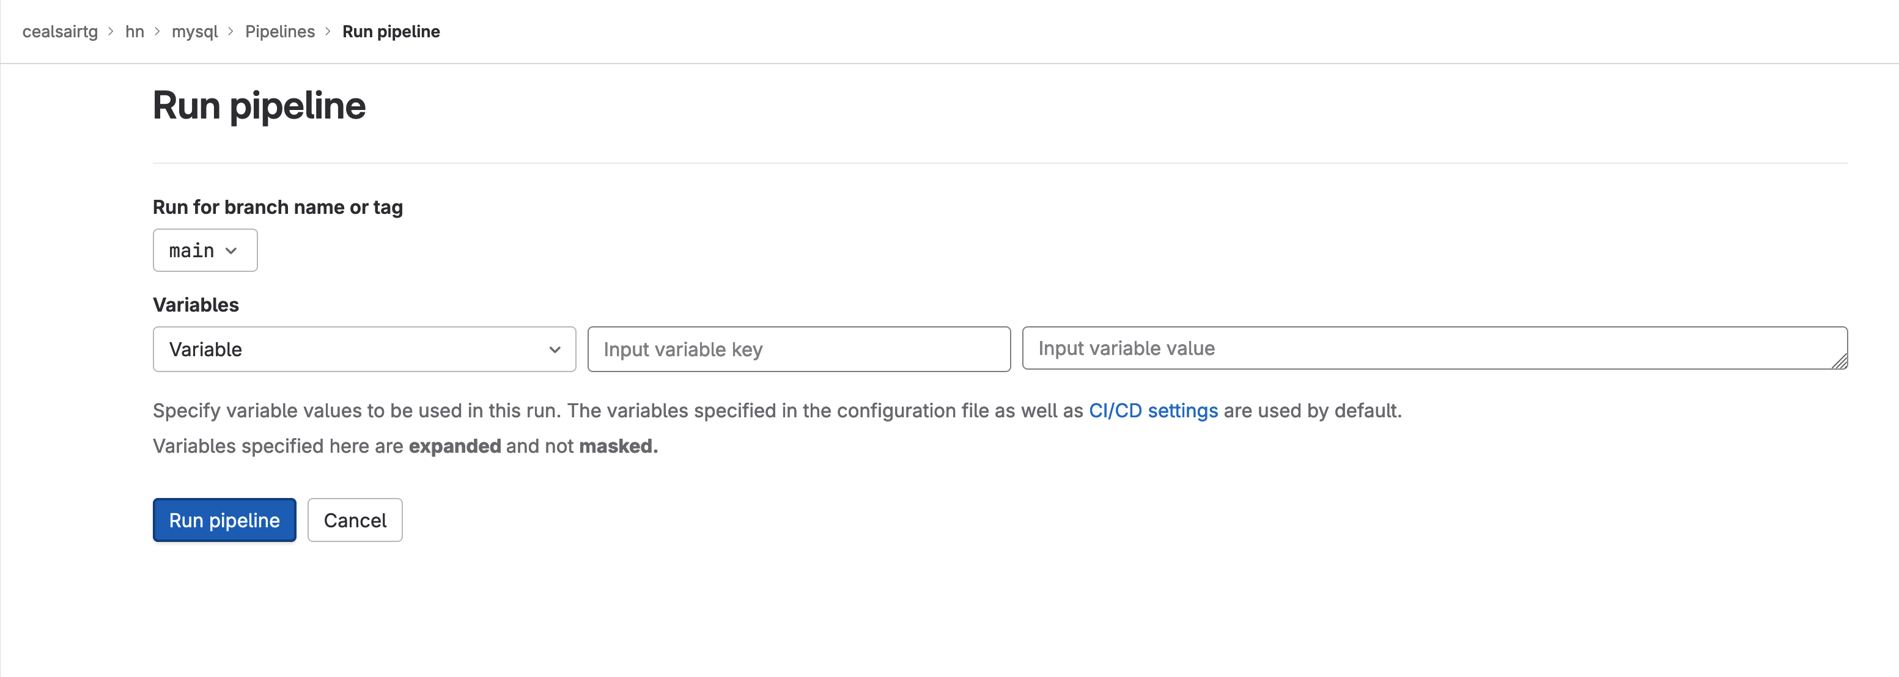 cealsairtg > hn > mysql > Pipelines > Run pipeline
Run pipeline
Run for branch name or tag
main
Variables
Variable
Input variable key
Input variable value
Specify variable values to be used in this run. The variables specified in the configuration file as well as CI/CD settings are used by default.
Variables specified here are expanded and not masked.
Run pipeline
Cancel